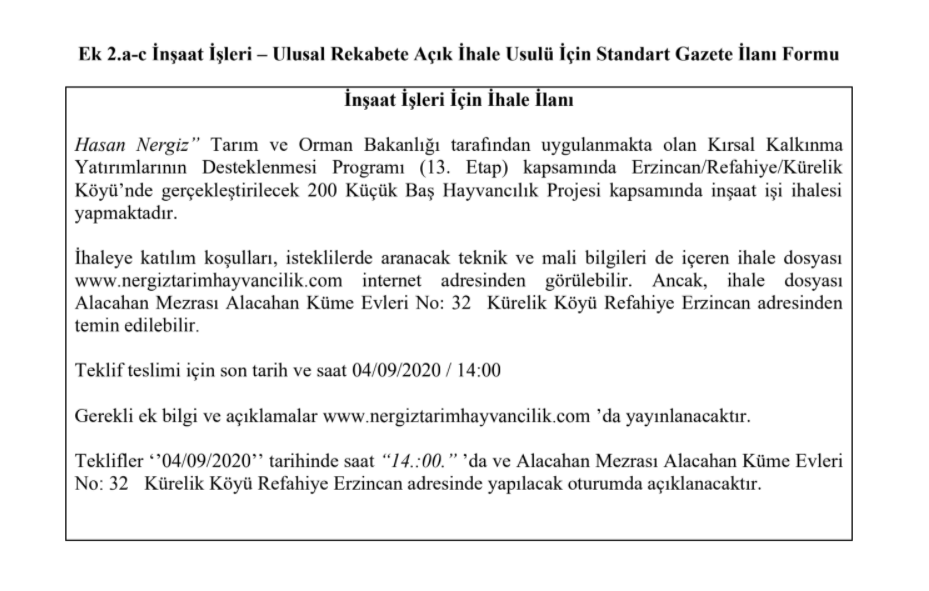 Ek 2.a-c İnşaat İşleri – Ulusal Rekabete Açık İhale Usulü İçin Standart Gazete İlanı Formu
İnşaat İşleri İçin İhale İlanı
Hasan Nergiz” Tarım ve Orman Bakanlığı tarafından uygulanmakta olan Kırsal Kalkınma
Yatırımlarının Desteklenmesi Programı (13. Etap) kapsamında Erzincan/Refahiye/Kürelik
Köyü’nde gerçekleştirilecek 200 Küçük Baş Hayvancılık Projesi kapsamında inşaat işi ihalesi
yapmaktadır.
İhaleye katılım koşulları, isteklilerde aranacak teknik ve mali bilgileri de içeren ihale dosyası
www.nergiztarimhayvancilik.com internet adresinden görülebilir. Ancak, ihale dosyası
Alacahan Mezrası Alacahan Küme Evleri No: 32 Kürelik Köyü Refahiye Erzincan adresinden
temin edilebilir.
Teklif teslimi için son tarih ve saat 04/09/2020 / 14:00
Gerekli ek bilgi ve açıklamalar www.nergiztarimhayvancilik.com ’da yayınlanacaktır.
Teklifler ‘’04/09/2020’’ tarihinde saat “14.:00.” ’da ve Alacahan Mezrası Alacahan Küme Evleri
No: 32 Kürelik Köyü Refahiye Erzincan adresinde yapılacak oturumda açıklanacaktır.